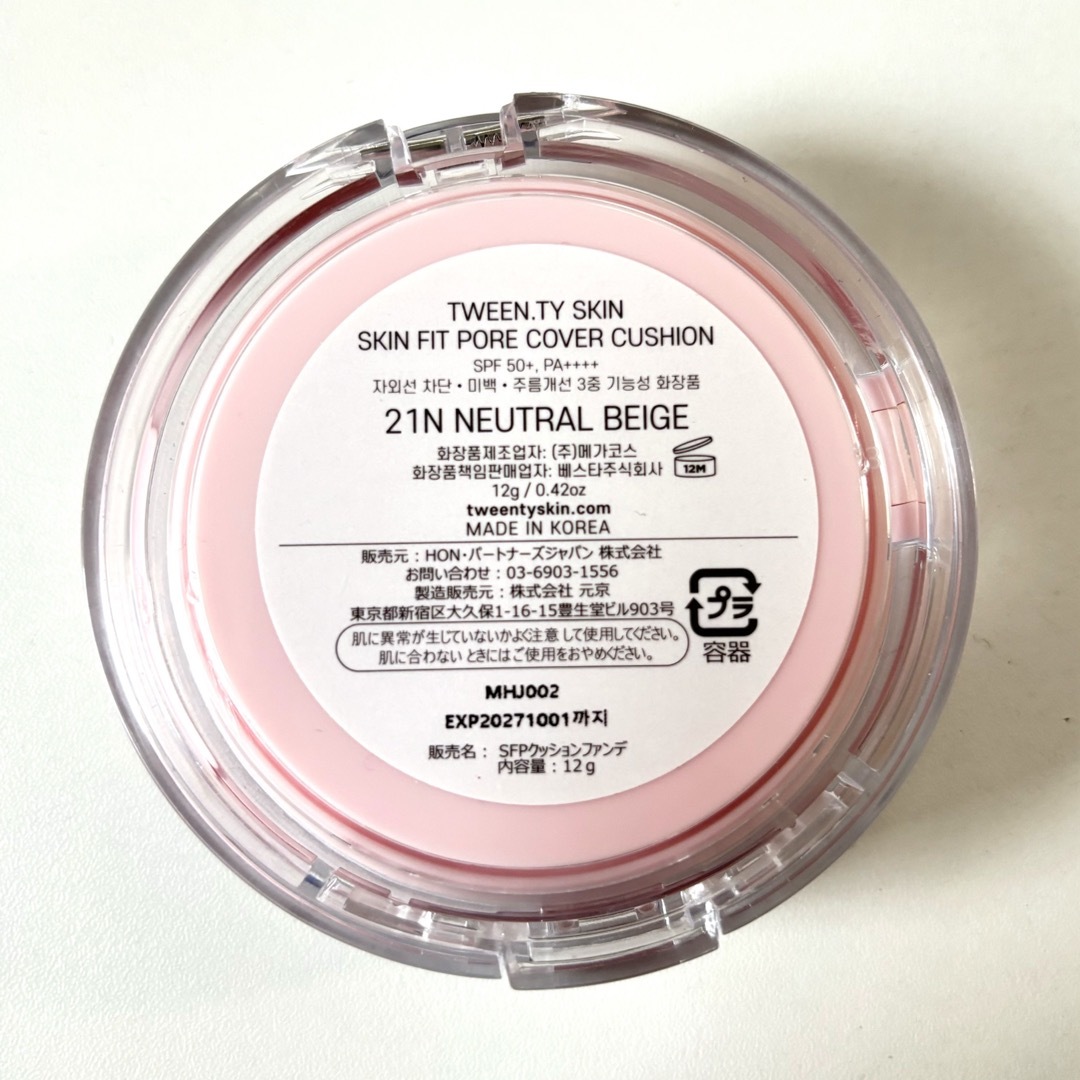 TWEEN.TY SKIN
SKIN FIT PORE COVER CUSHION
SPF 50+, PA++++
자외선 차단・미백・주름개선 3중 기능성 화장품
21N NEUTRAL BEIGE
화장품제조업자: (주)메가코스
화장품책임판매업자: 베스타주식회사
12M
12g / 0.42oz
tweentyskin.com
MADE IN KOREA
販売元：HON・パートナーズジャパン 株式会社
お問い合わせ：03-6903-1556
製造販売元：株式会社 元京
東京都新宿区大久保1-16-15豊生堂ビル903号
肌に異常が生じていないかよく注意して使用してください。
肌に合わないときにはご使用をおやめください。
プラ
容器
MHJ002
EXP20271001까지
販売名： SFPクッションファンデ
内容量：12g